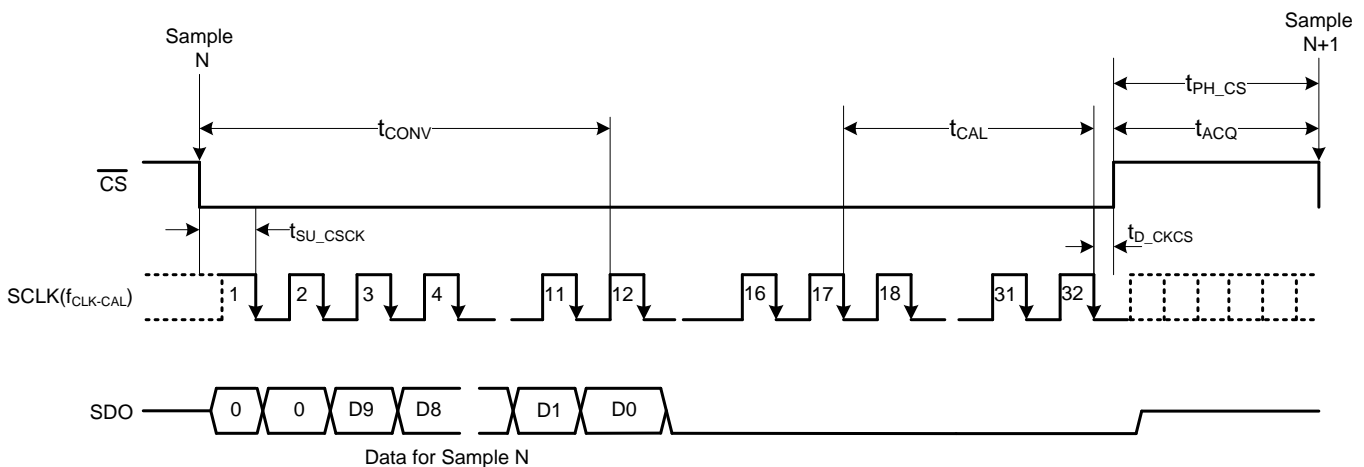 Sample
N
Sample
N+1
tPH_CS
tCONV
tCAL
tACQ
CS
tSU_CSCK
tD_CKCS
SCLK(fCLK-CAL)
1 2 3 4 11 12 16 17 18 31 32
SDO
0 0 D9 D8 D1 D0
Data for Sample N